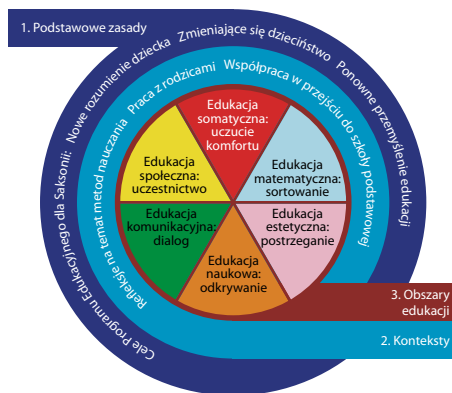 1. Podstawowe zasady
Cele Programu Edukacyjnego dla Saksonii: Nowe rozumienie dziecka Zmieniające się dzieciństwo Ponowne przemyślenie edukacji
Refleksje na temat metod nauczania Praca z rodzicami Współpraca w przejściu do szkoły podstawowej
Edukacja
somatyczna:
uczucie
komfortu
Edukacja
społeczna:
uczestnictwo
Edukacja
matematyczna:
sortowanie
Edukacja
komunikacyjna:
dialog
Edukacja
estetyczna:
postrzeganie
Edukacja
naukowa:
odkrywanie
3. Obszary
edukacji
2. Konteksty